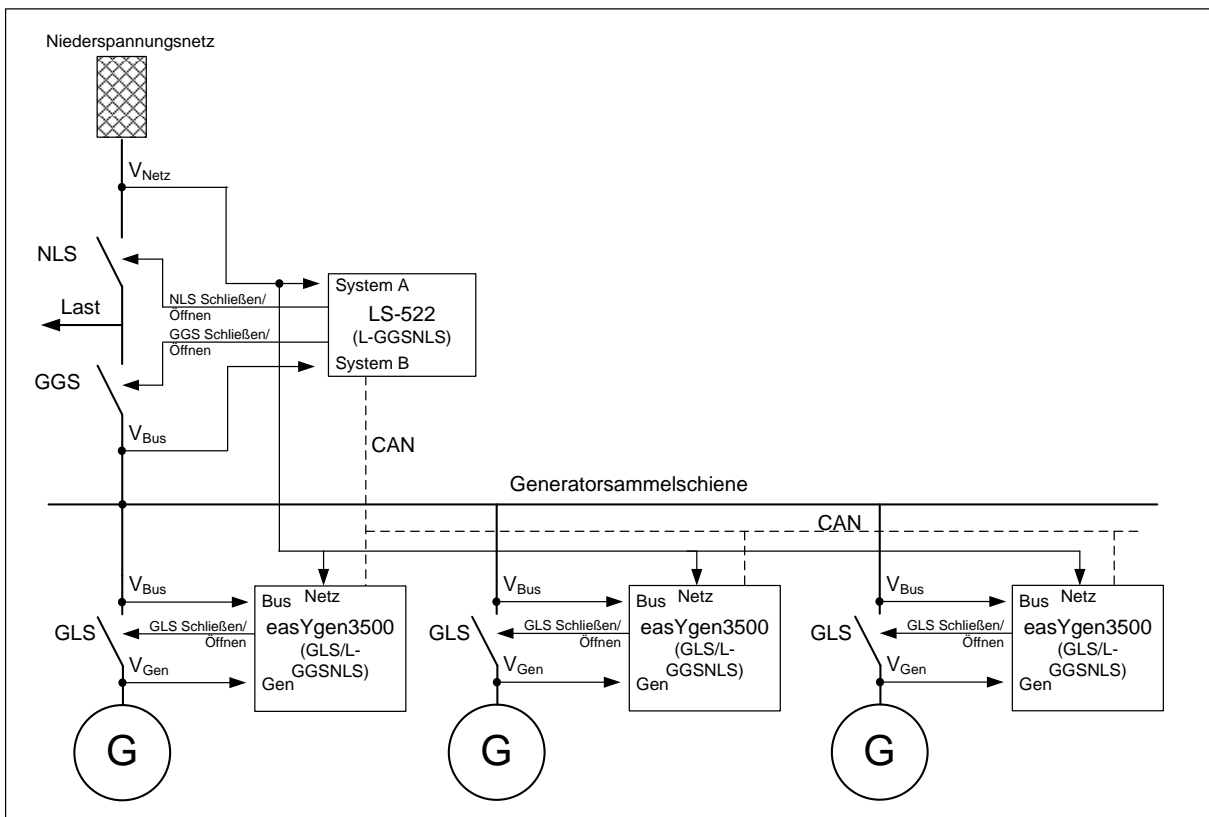 Niederspannungsnetz
VNetz
NLS
System A
NLS Schließen/
Öffnen
LS-522
(L-GGSNLS)
Last
GGS Schließen/
Öffnen
System B
GGS
VBus
CAN
Generatorsammelschiene
CAN
VBus
Bus
Netz
GLS
GLS Schließen/
Öffnen
easYgen3500
(GLS/L-
GGSNLS)
VGen
Gen
G
VBus
Bus
Netz
GLS
GLS Schließen/
Öffnen
easYgen3500
(GLS/L-
GGSNLS)
VGen
Gen
G
VBus
Bus
Netz
GLS
GLS Schließen/
Öffnen
easYgen3500
(GLS/L-
GGSNLS)
VGen
Gen
G